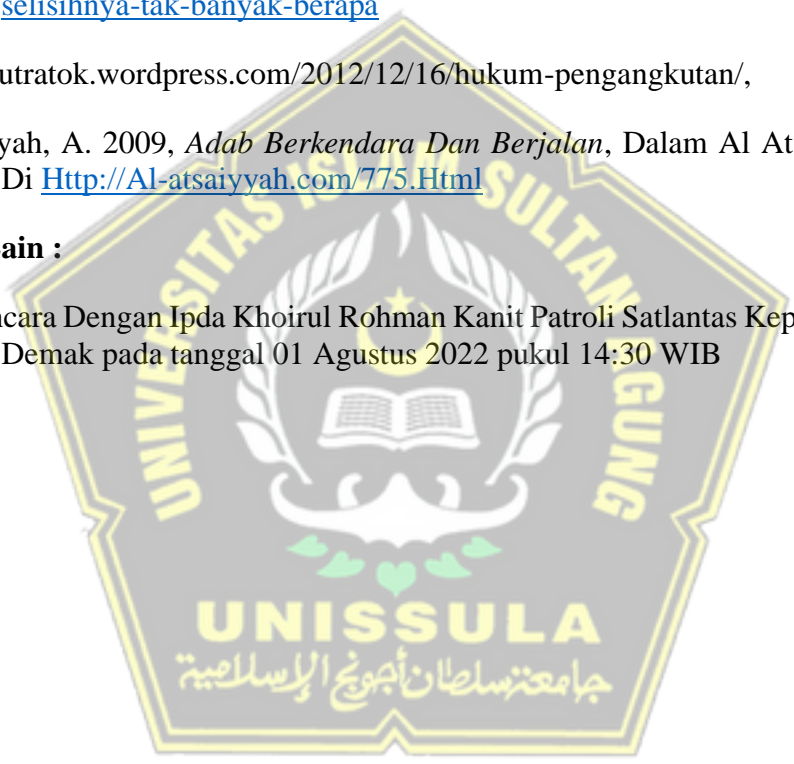 selisihnya-tak-banyak-berapa
utratok.wordpress.com/2012/12/16/hukum-pengangkutan/,
yah, A. 2009, Adab Berkendara Dan Berjalan, Dalam Al At
Di Http://Al-atsaiyyah.com/775.Html
ain :
cara Dengan Ipda Khoirul Rohman Kanit Patroli Satlantas Kep
Demak pada tanggal 01 Agustus 2022 pukul 14:30 WIB
UNIVERSITAS ISLAM SULTAN AGUNG
UNISSULA
جامعتنسلطان أجونج الإسلامية